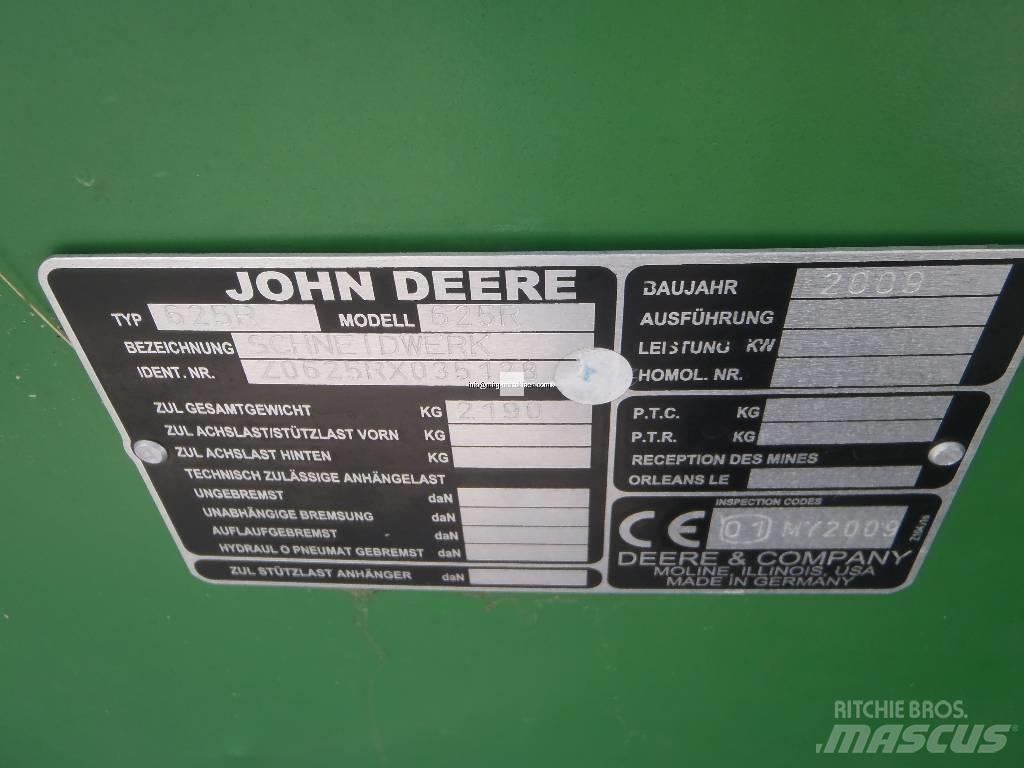 JOHN DEERE
TYP 625R MODELL 625R
BEZEICHNUNG SCHNEIDWERK
IDENT. NR.
ZUL GESAMTGEWICHT KG 2190
ZUL ACHSLAST/STÜTZLAST VORN KG
ZUL ACHSLAST HINTEN KG
TECHNISCH ZULÄSSIGE ANHÄNGELAST
UNGEBREMST daN
UNABHÄNGIGE BREMSUNG daN
AUFLAUFGEBREMST daN
HYDRAUL O PNEUMAT GEBREMST daN
ZUL STÜTZLAST ANHÄNGER daN
BAUJAHR 2009
AUSFÜHRUNG
LEISTUNG KW
HOMOL. NR.
P.T.C. KG
P.T.R. KG
RECEPTION DES MINES
ORLEANS LE
INSPECTION CODES
CE 01 MY2009
DEERE & COMPANY
MOLINE, ILLINOIS, USA
MADE IN GERMANY
RITCHIE BROS.
MASCUS